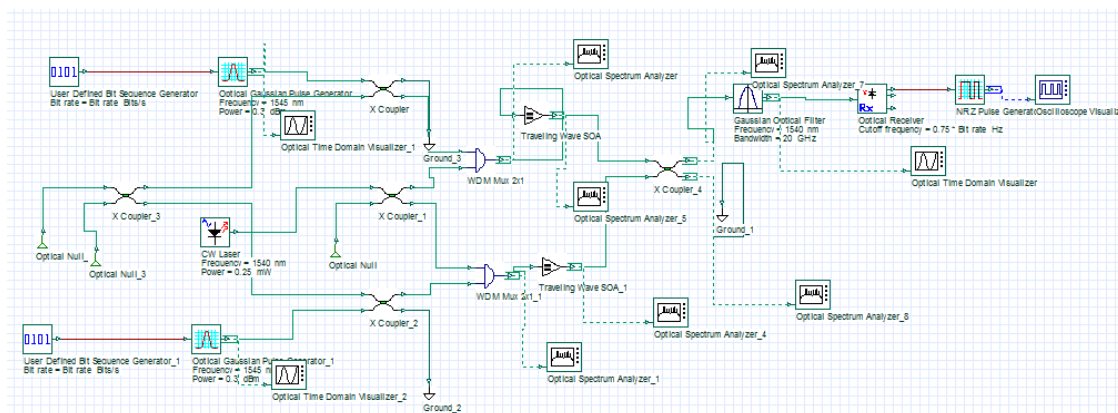 0101
User Defined Bit Sequence Generator
Bit rate = Bit rate Bits/s
Optical Gaussian Pulse Generator
Frequency = 1545 nm
Power = 0.3 dBm
Optical Time Domain Visualizer_1
X Coupler
Ground_3
Optical Spectrum Analyzer
Traveling Wave SOA
WDM Mux 2x1
Optical Spectrum Analyzer_7
Gaussian Optical Filter
Frequency = 1540 nm
Bandwidth = 20 GHz
Rx
Optical Receiver
Cutoff frequency = 0.75 * Bit rate Hz
NRZ Pulse Generator
Oscilloscope Visualiz
Optical Time Domain Visualizer
X Coupler_4
Ground_1
Optical Spectrum Analyzer_5
X Coupler_3
Optical Null_
Optical Null_3
CW Laser
Frequency = 1540 nm
Power = 0.25 mW
X Coupler_1
Optical Null
WDM Mux 2x1_1
Traveling Wave SOA_1
Optical Spectrum Analyzer_8
Optical Spectrum Analyzer_4
X Coupler_2
0101
User Defined Bit Sequence Generator_1
Bit rate = Bit rate Bits/s
Optical Gaussian Pulse Generator_1
Frequency = 1545 nm
Power = 0.3 dBm
Optical Time Domain Visualizer_2
Ground_2
Optical Spectrum Analyzer_1